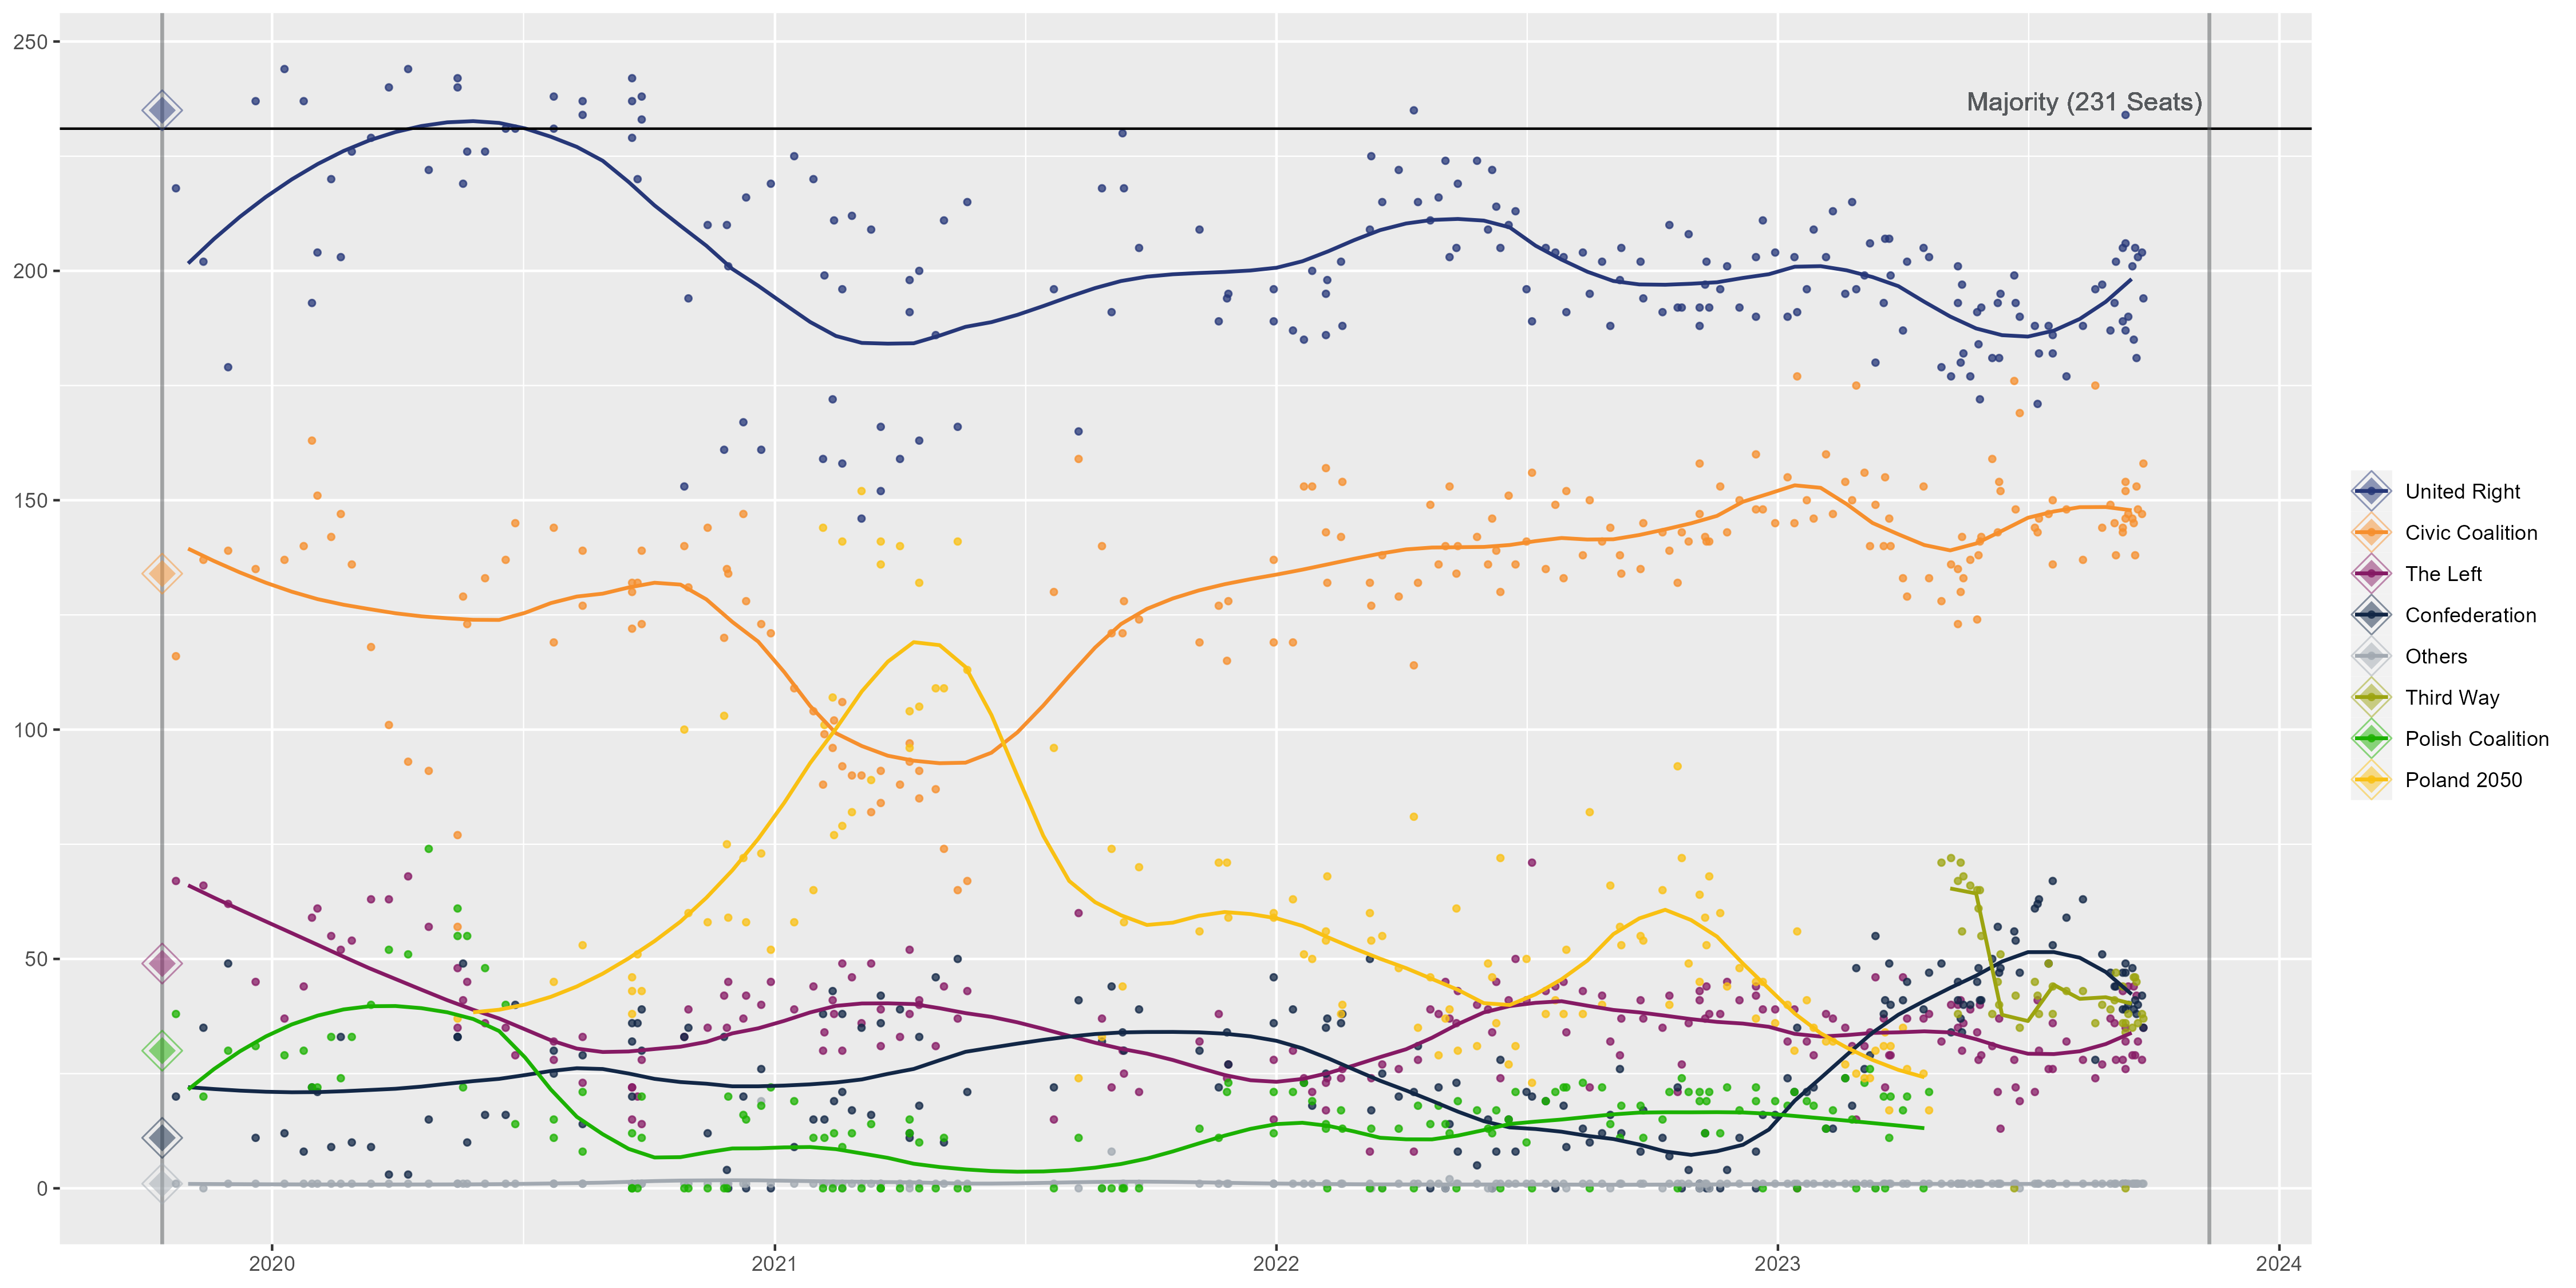 250
200
150
100
50
0
Majority (231 Seats)
2020
2021
2022
2023
2024
United Right
Civic Coalition
The Left
Confederation
Others
Third Way
Polish Coalition
Poland 2050